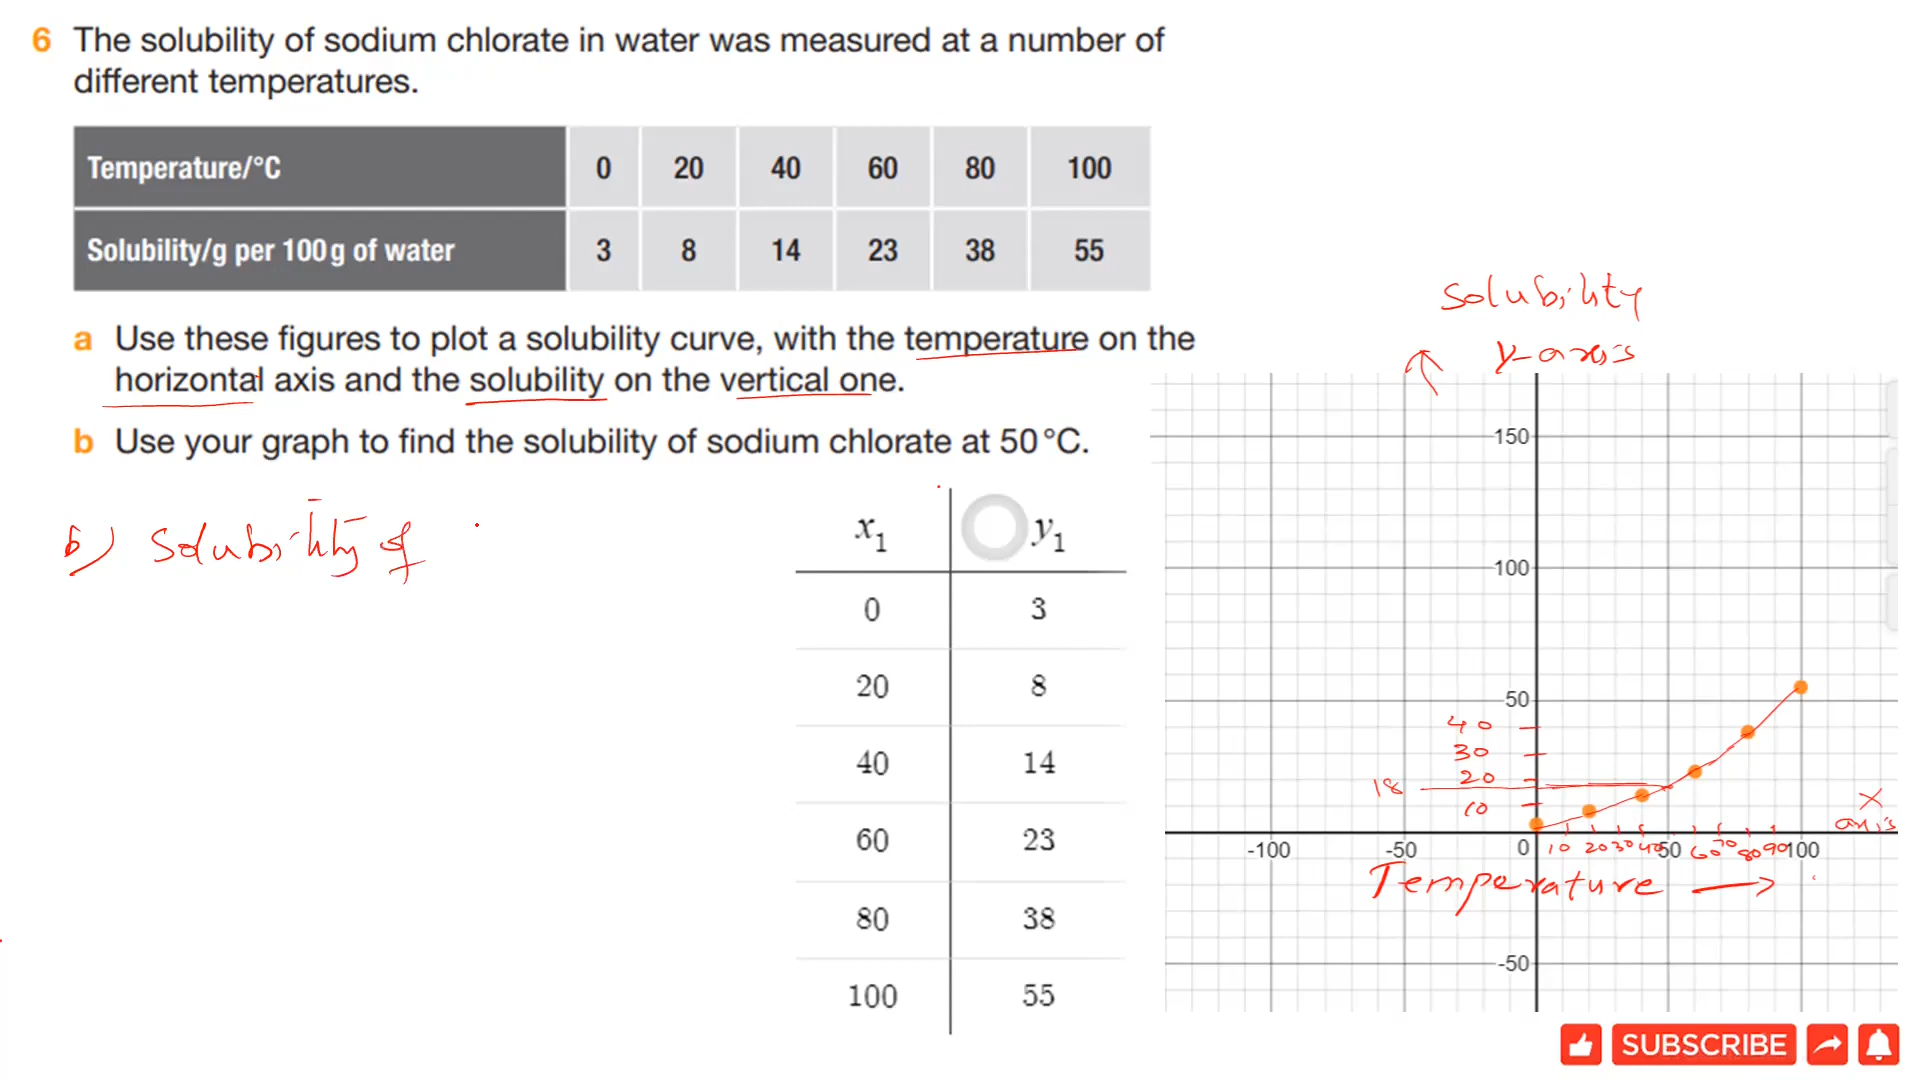 6 The solubility of sodium chlorate in water was measured at a number of
different temperatures.
Temperature/°C 0 20 40 60 80 100
Solubility/g per 100 g of water 3 8 14 23 38 55
a Use these figures to plot a solubility curve, with the temperature on the
horizontal axis and the solubility on the vertical one.
b Use your graph to find the solubility of sodium chlorate at 50 °C.
b) Solubility of
x₁ y₁
0 3
20 8
40 14
60 23
80 38
100 55
Solubility
Y-axis
150
100
50
40
30
20
18
10
X
axis
-100 -50 0 10 20 30 40 50 60 70 80 90 100
Temperature
-50
SUBSCRIBE